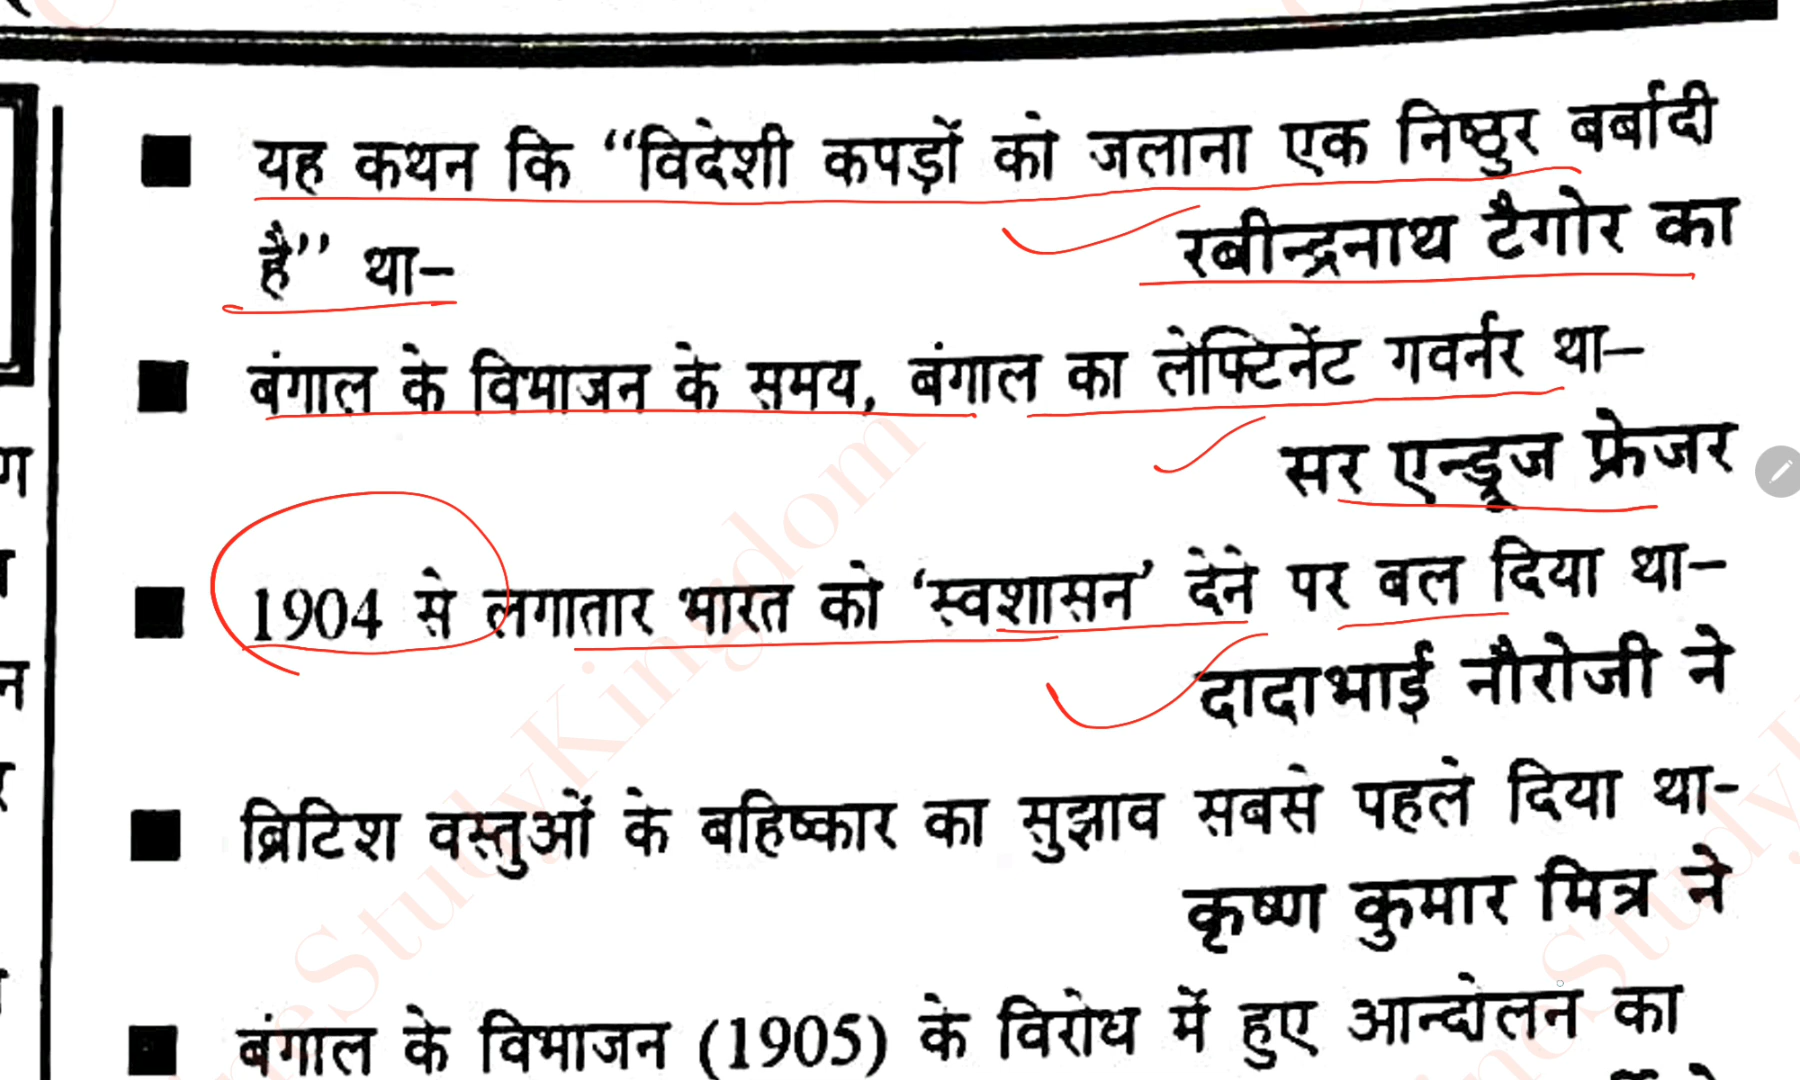 ■ यह कथन कि “विदेशी कपड़ों को जलाना एक निष्ठुर बर्बादी
है” था– रबीन्द्रनाथ टैगोर का
■ बंगाल के विभाजन के समय, बंगाल का लेफ्टिनेंट गवर्नर था–
सर एन्ड्रूज फ्रेजर
■ 1904 से लगातार भारत को ‘स्वशासन’ देने पर बल दिया था–
दादाभाई नौरोजी ने
■ ब्रिटिश वस्तुओं के बहिष्कार का सुझाव सबसे पहले दिया था-
कृष्ण कुमार मित्र ने
■ बंगाल के विभाजन (1905) के विरोध में हुए आन्दोलन का
StudyKingdom